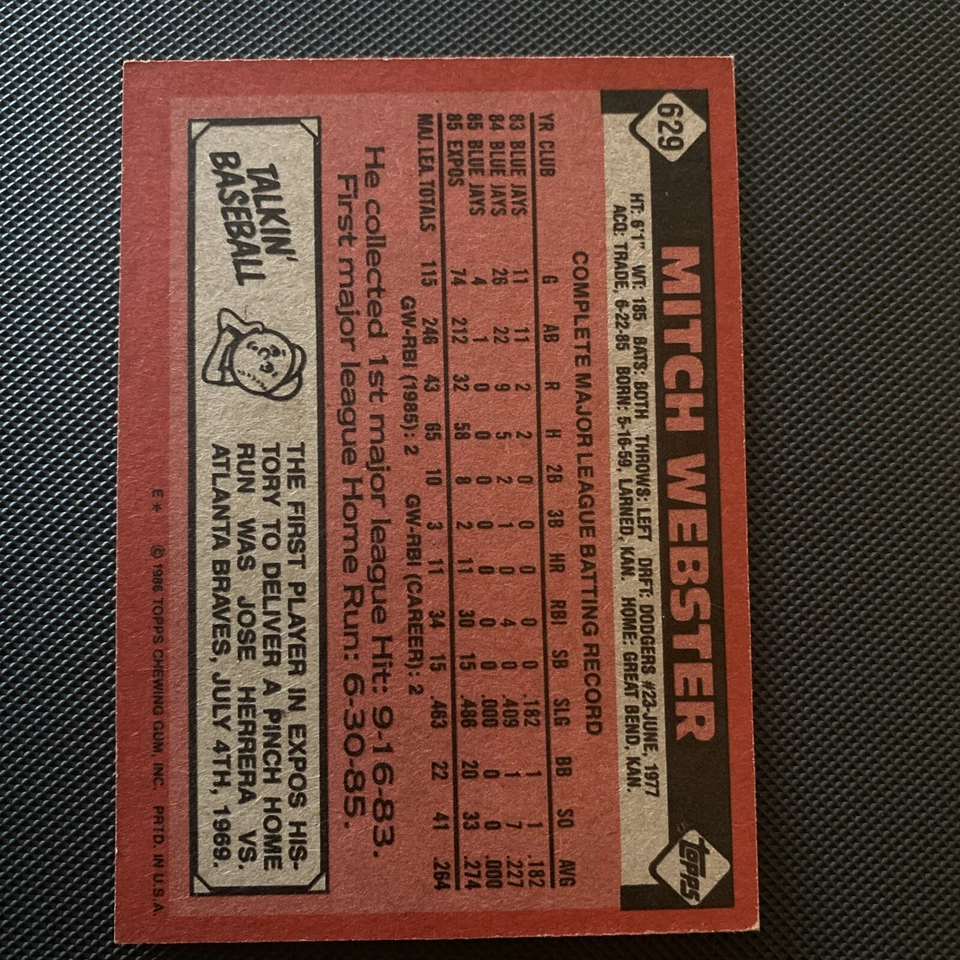 629
MITCH WEBSTER
topps
HT: 6'1" WT: 185 BATS: BOTH THROWS: LEFT DRFT: DODGERS #23-JUNE, 1977
ACQ: TRADE, 6-22-85 BORN: 5-16-59, LARNED, KAN. HOME: GREAT BEND, KAN.
COMPLETE MAJOR LEAGUE BATTING RECORD
YR CLUB G AB R H 2B 3B HR RBI SB SLG BB SO AVG
83 BLUE JAYS 11 11 2 2 0 0 0 0 0 .182 1 1 .182
84 BLUE JAYS 26 22 9 5 2 1 0 4 0 .409 1 7 .227
85 BLUE JAYS 4 1 0 0 0 0 0 0 0 .000 0 0 .000
85 EXPOS 74 212 32 58 8 2 11 30 15 .486 20 33 .274
MAJ. LEA. TOTALS 115 246 43 65 10 3 11 34 15 .463 22 41 .264
GW-RBI (1985): 2 GW-RBI (CAREER): 2
He collected 1st major league Hit: 9-16-83.
First major league Home Run: 6-30-85.
TALKIN'
BASEBALL
THE FIRST PLAYER IN EXPOS HIS-
TORY TO DELIVER A PINCH HOME
RUN WAS JOSE HERRERA VS.
ATLANTA BRAVES, JULY 4TH, 1969.
E* © 1986 TOPPS CHEWING GUM, INC. PRTD. IN U.S.A.